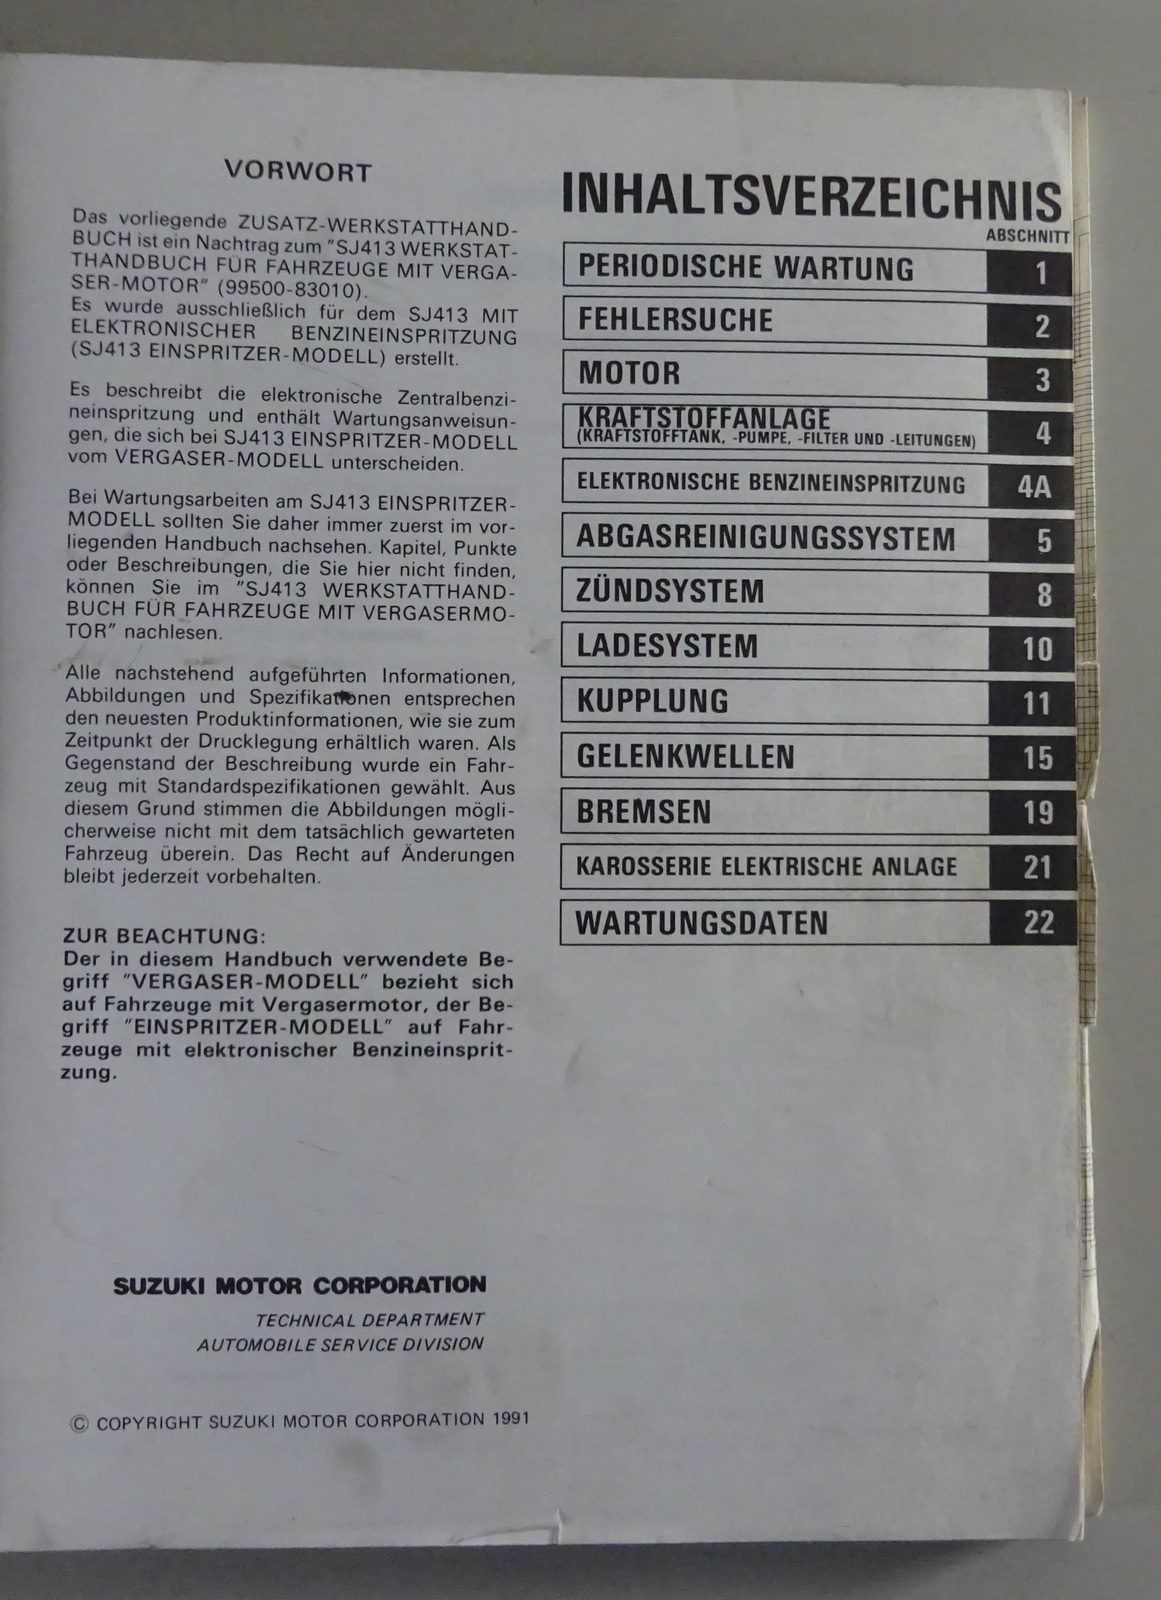 VORWORT
Das vorliegende ZUSATZ-WERKSTATTHAND-
BUCH ist ein Nachtrag zum "SJ413 WERKSTAT-
THANDBUCH FÜR FAHRZEUGE MIT VERGA-
SER-MOTOR" (99500-83010).
Es wurde ausschließlich für dem SJ413 MIT
ELEKTRONISCHER BENZINEINSPRITZUNG
(SJ413 EINSPRITZER-MODELL) erstellt.
Es beschreibt die elektronische Zentralbenzi-
neinspritzung und enthält Wartungsanweisun-
gen, die sich bei SJ413 EINSPRITZER-MODELL
vom VERGASER-MODELL unterscheiden.
Bei Wartungsarbeiten am SJ413 EINSPRITZER-
MODELL sollten Sie daher immer zuerst im vor-
liegenden Handbuch nachsehen. Kapitel, Punkte
oder Beschreibungen, die Sie hier nicht finden,
können Sie im "SJ413 WERKSTATTHAND-
BUCH FÜR FAHRZEUGE MIT VERGASERMO-
TOR" nachlesen.
Alle nachstehend aufgeführten Informationen,
Abbildungen und Spezifikationen entsprechen
den neuesten Produktinformationen, wie sie zum
Zeitpunkt der Drucklegung erhältlich waren. Als
Gegenstand der Beschreibung wurde ein Fahr-
zeug mit Standardspezifikationen gewählt. Aus
diesem Grund stimmen die Abbildungen mögli-
cherweise nicht mit dem tatsächlich gewarteten
Fahrzeug überein. Das Recht auf Änderungen
bleibt jederzeit vorbehalten.
ZUR BEACHTUNG:
Der in diesem Handbuch verwendete Be-
griff "VERGASER-MODELL" bezieht sich
auf Fahrzeuge mit Vergasermotor, der Be-
griff "EINSPRITZER-MODELL" auf Fahr-
zeuge mit elektronischer Benzineinsprit-
zung.
SUZUKI MOTOR CORPORATION
TECHNICAL DEPARTMENT
AUTOMOBILE SERVICE DIVISION
© COPYRIGHT SUZUKI MOTOR CORPORATION 1991
INHALTSVERZEICHNIS
ABSCHNITT
PERIODISCHE WARTUNG 1
FEHLERSUCHE 2
MOTOR 3
KRAFTSTOFFANLAGE
(KRAFTSTOFFTANK, -PUMPE, -FILTER UND -LEITUNGEN) 4
ELEKTRONISCHE BENZINEINSPRITZUNG 4A
ABGASREINIGUNGSSYSTEM 5
ZÜNDSYSTEM 8
LADESYSTEM 10
KUPPLUNG 11
GELENKWELLEN 15
BREMSEN 19
KAROSSERIE ELEKTRISCHE ANLAGE 21
WARTUNGSDATEN 22